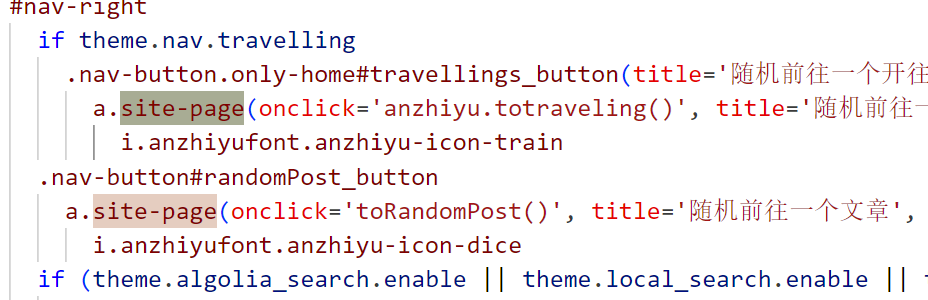 #nav-right
if theme.nav.travelling
.nav-button.only-home#travellings_button(title='随机前往一个开往
a.site-page(onclick='anzhiyu.totraveling()', title='随机前往一
i.anzhiyufont.anzhiyu-icon-train
.nav-button#randomPost_button
a.site-page(onclick='toRandomPost()', title='随机前往一个文章',
i.anzhiyufont.anzhiyu-icon-dice
if (theme.algolia_search.enable || theme.local_search.enable ||